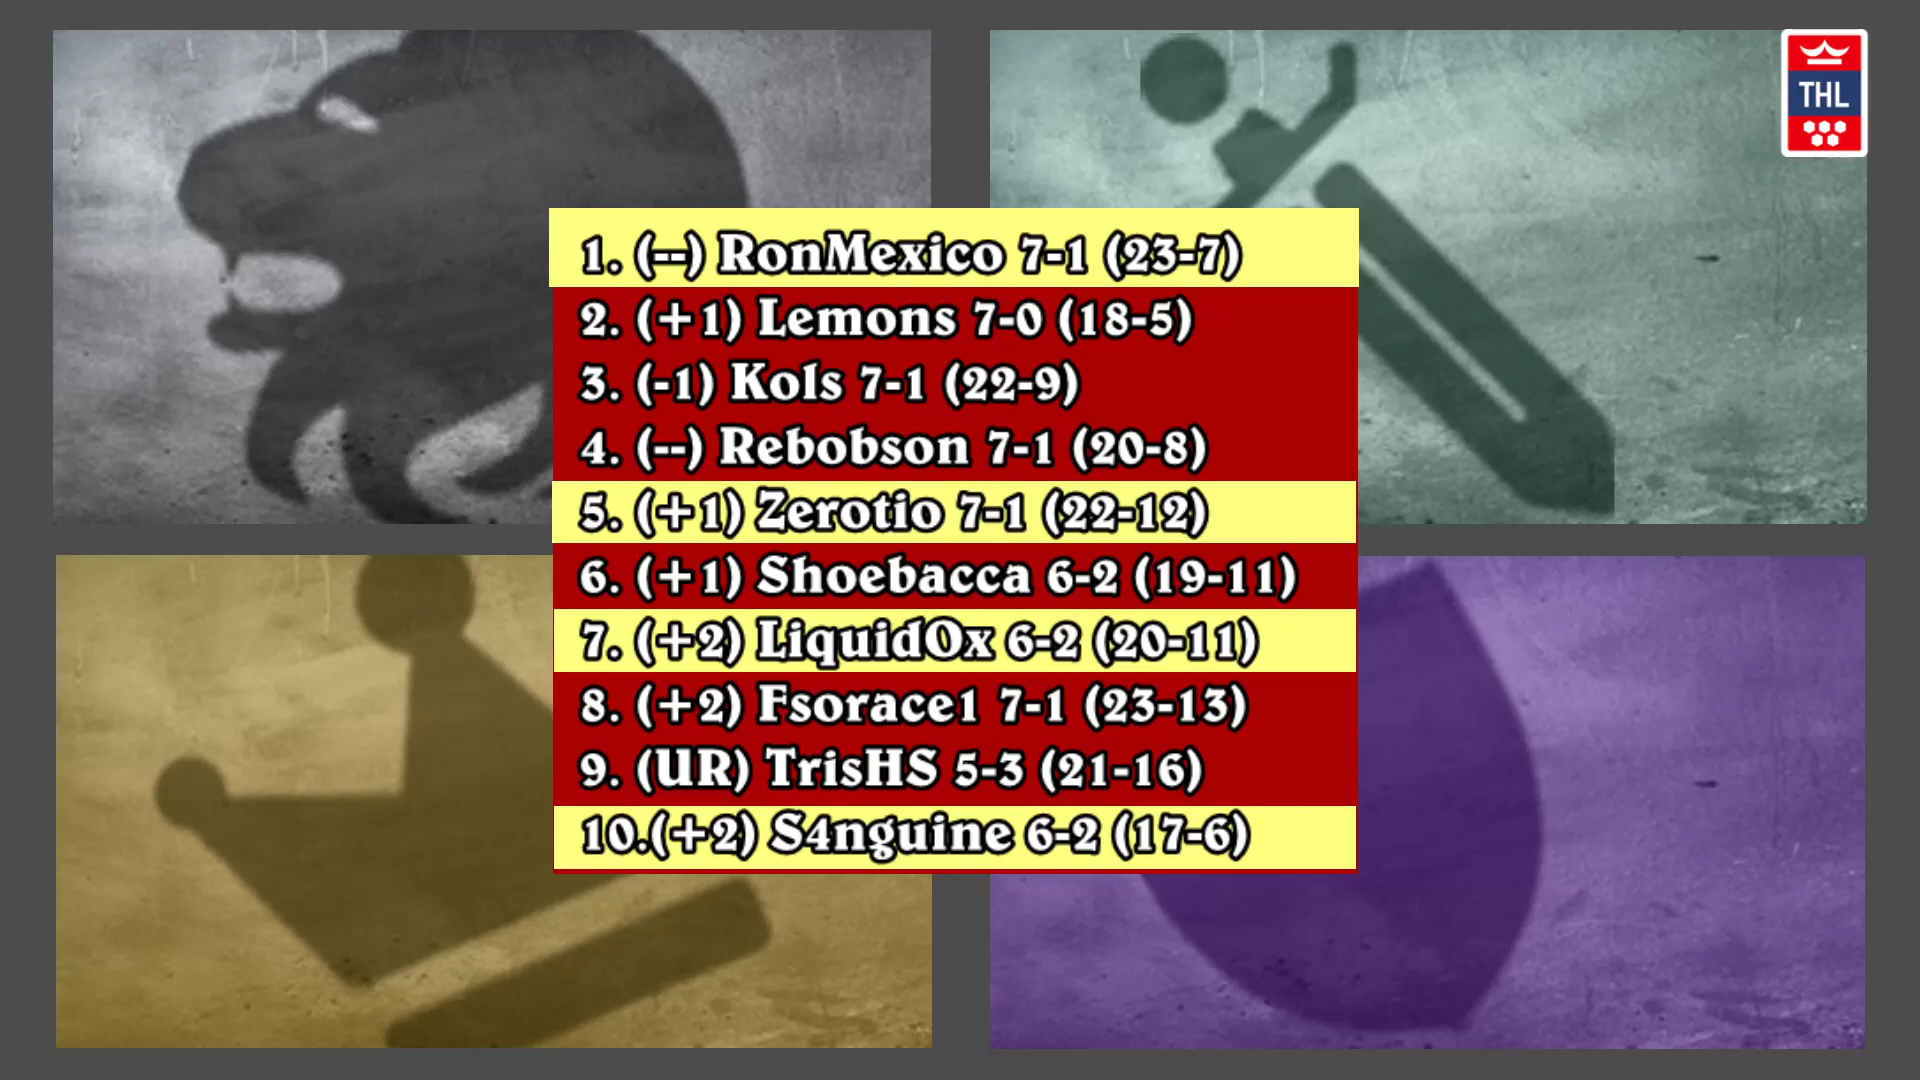 THL
1. (--) RonMexico 7-1 (23-7)
2. (+1) Lemons 7-0 (18-5)
3. (-1) Kols 7-1 (22-9)
4. (--) Rebobson 7-1 (20-8)
5. (+1) Zerotio 7-1 (22-12)
6. (+1) Shoebacca 6-2 (19-11)
7. (+2) LiquidOx 6-2 (20-11)
8. (+2) Fsorace1 7-1 (23-13)
9. (UR) TrisHS 5-3 (21-16)
10.(+2) S4nguine 6-2 (17-6)